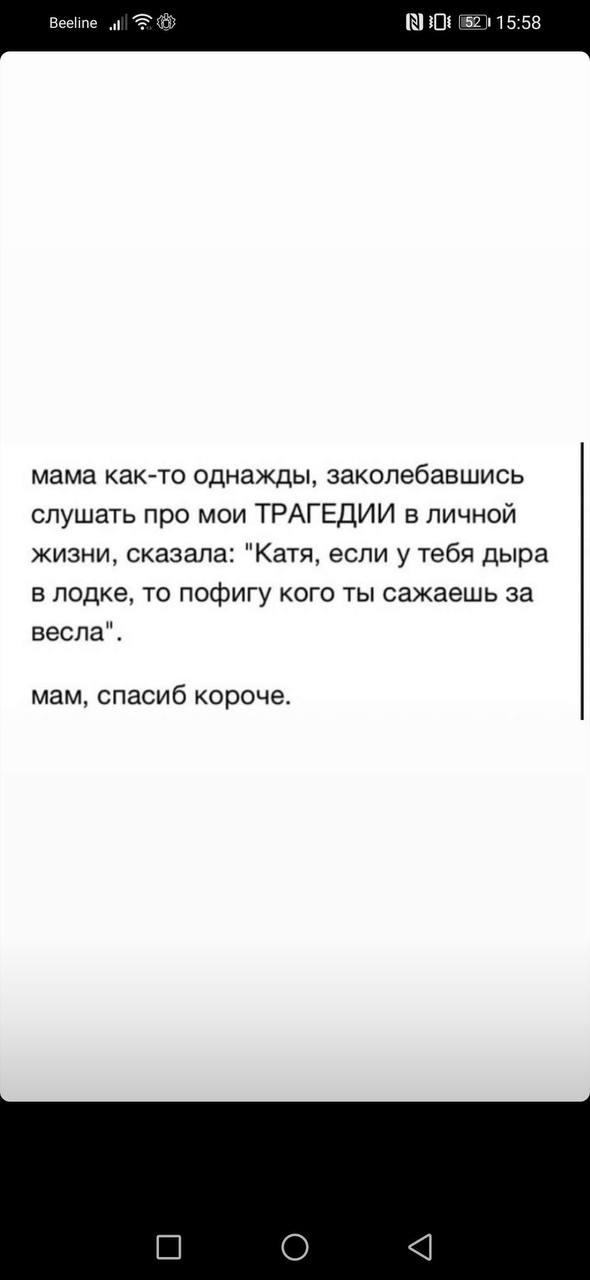 Beeline 52 15:58
мама как-то однажды, заколебавшись
слушать про мои ТРАГЕДИИ в личной
жизни, сказала: "Катя, если у тебя дыра
в лодке, то пофигу кого ты сажаешь за
весла".
мам, спасиб короче.